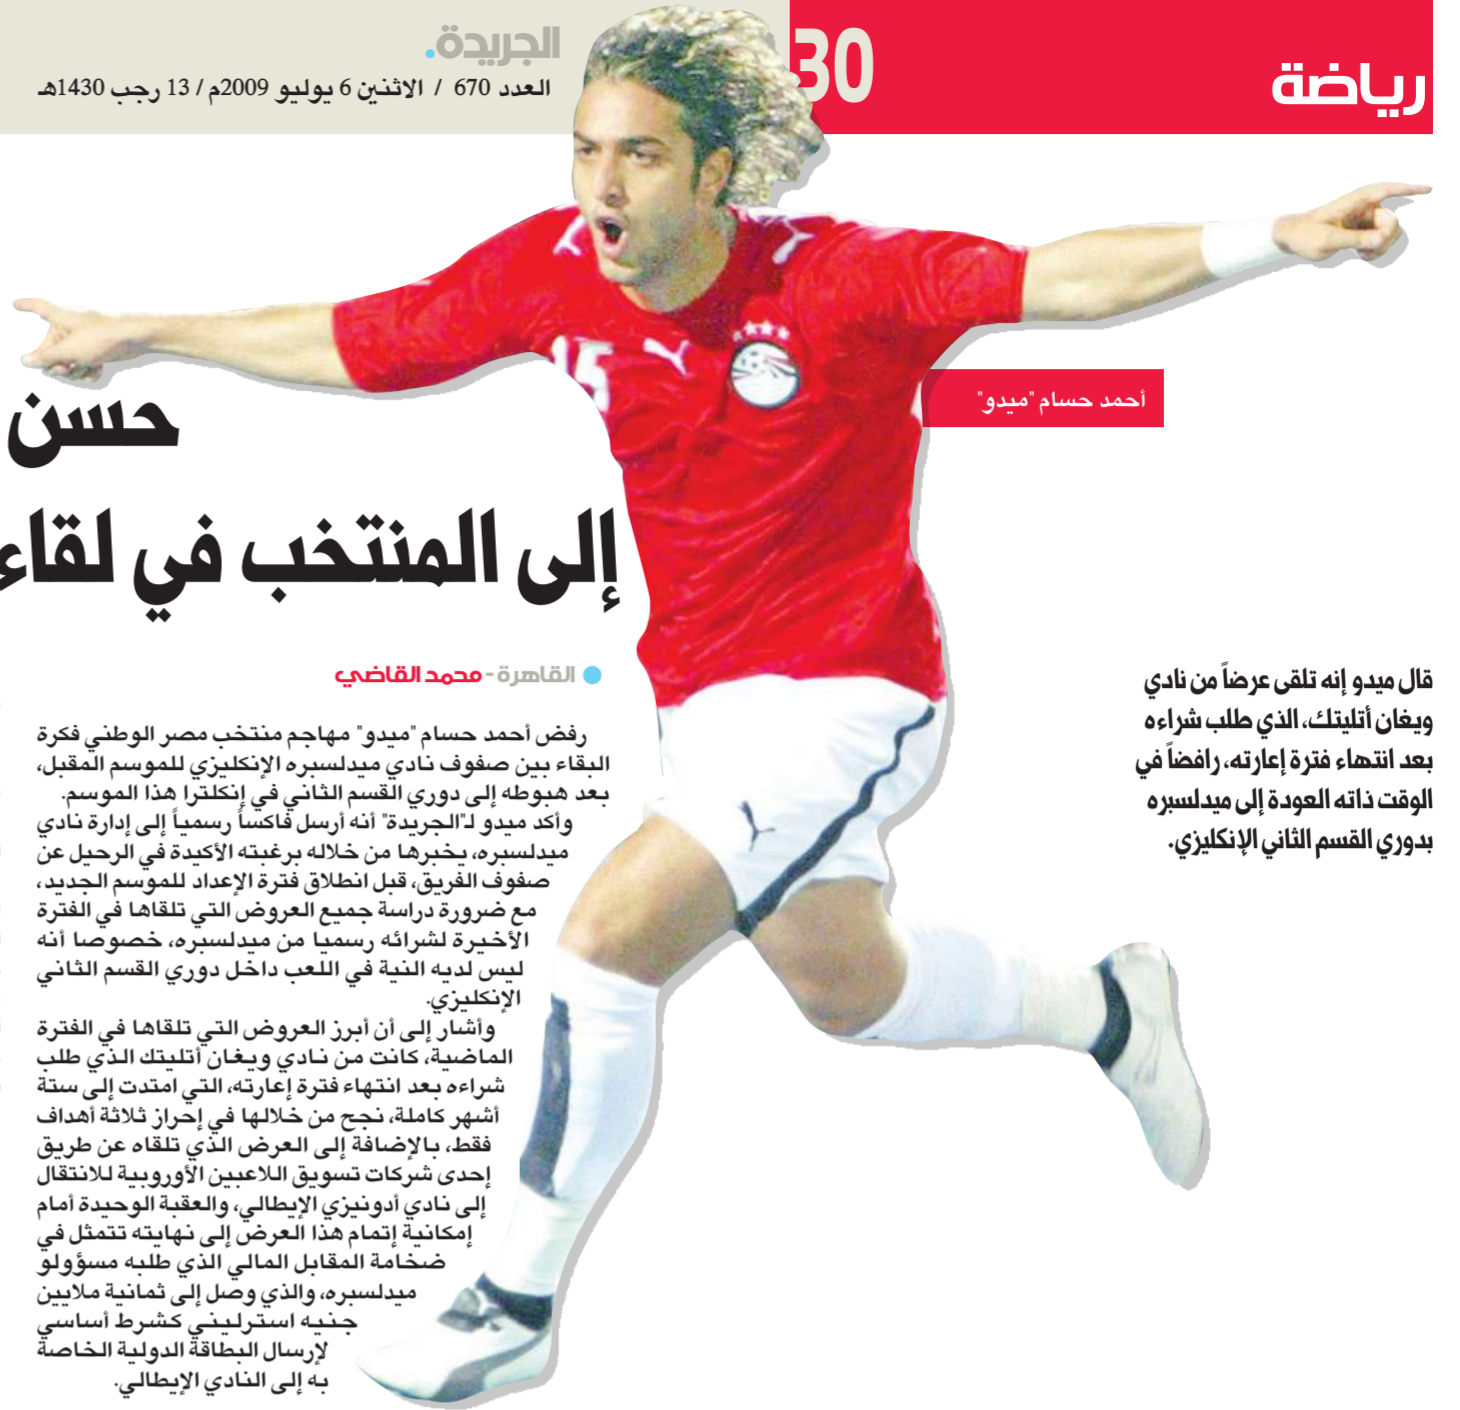 رياضة
30
الجريدة.
العدد 670 / الاثنين 6 يوليو 2009م / 13 رجب 1430هـ
أحمد حسام "ميدو"
15
حسن
إلى المنتخب في لقاء
قال ميدو إنه تلقى عرضاً من نادي
ويغان أتليتك، الذي طلب شراءه
بعد انتهاء فترة إعارته، رافضاً في
الوقت ذاته العودة إلى ميدلسبره
بدوري القسم الثاني الإنكليزي.
القاهرة - محمد القاضي
رفض أحمد حسام "ميدو" مهاجم منتخب مصر الوطني فكرة
البقاء بين صفوف نادي ميدلسبره الإنكليزي للموسم المقبل،
بعد هبوطه إلى دوري القسم الثاني في إنكلترا هذا الموسم.
وأكد ميدو لـ"الجريدة" أنه أرسل فاكساً رسمياً إلى إدارة نادي
ميدلسبره، يخبرها من خلاله برغبته الأكيدة في الرحيل عن
صفوف الفريق، قبل انطلاق فترة الإعداد للموسم الجديد،
مع ضرورة دراسة جميع العروض التي تلقاها في الفترة
الأخيرة لشرائه رسميا من ميدلسبره، خصوصا أنه
ليس لديه النية في اللعب داخل دوري القسم الثاني
الإنكليزي.
وأشار إلى أن أبرز العروض التي تلقاها في الفترة
الماضية، كانت من نادي ويغان أتليتك الذي طلب
شراءه بعد انتهاء فترة إعارته، التي امتدت إلى ستة
أشهر كاملة، نجح من خلالها في إحراز ثلاثة أهداف
فقط، بالإضافة إلى العرض الذي تلقاه عن طريق
إحدى شركات تسويق اللاعبين الأوروبية للانتقال
إلى نادي أدونيزي الإيطالي، والعقبة الوحيدة أمام
إمكانية إتمام هذا العرض إلى نهايته تتمثل في
ضخامة المقابل المالي الذي طلبه مسؤولو
ميدلسبره، والذي وصل إلى ثمانية ملايين
جنيه استرليني كشرط أساسي
لإرسال البطاقة الدولية الخاصة
به إلى النادي الإيطالي.